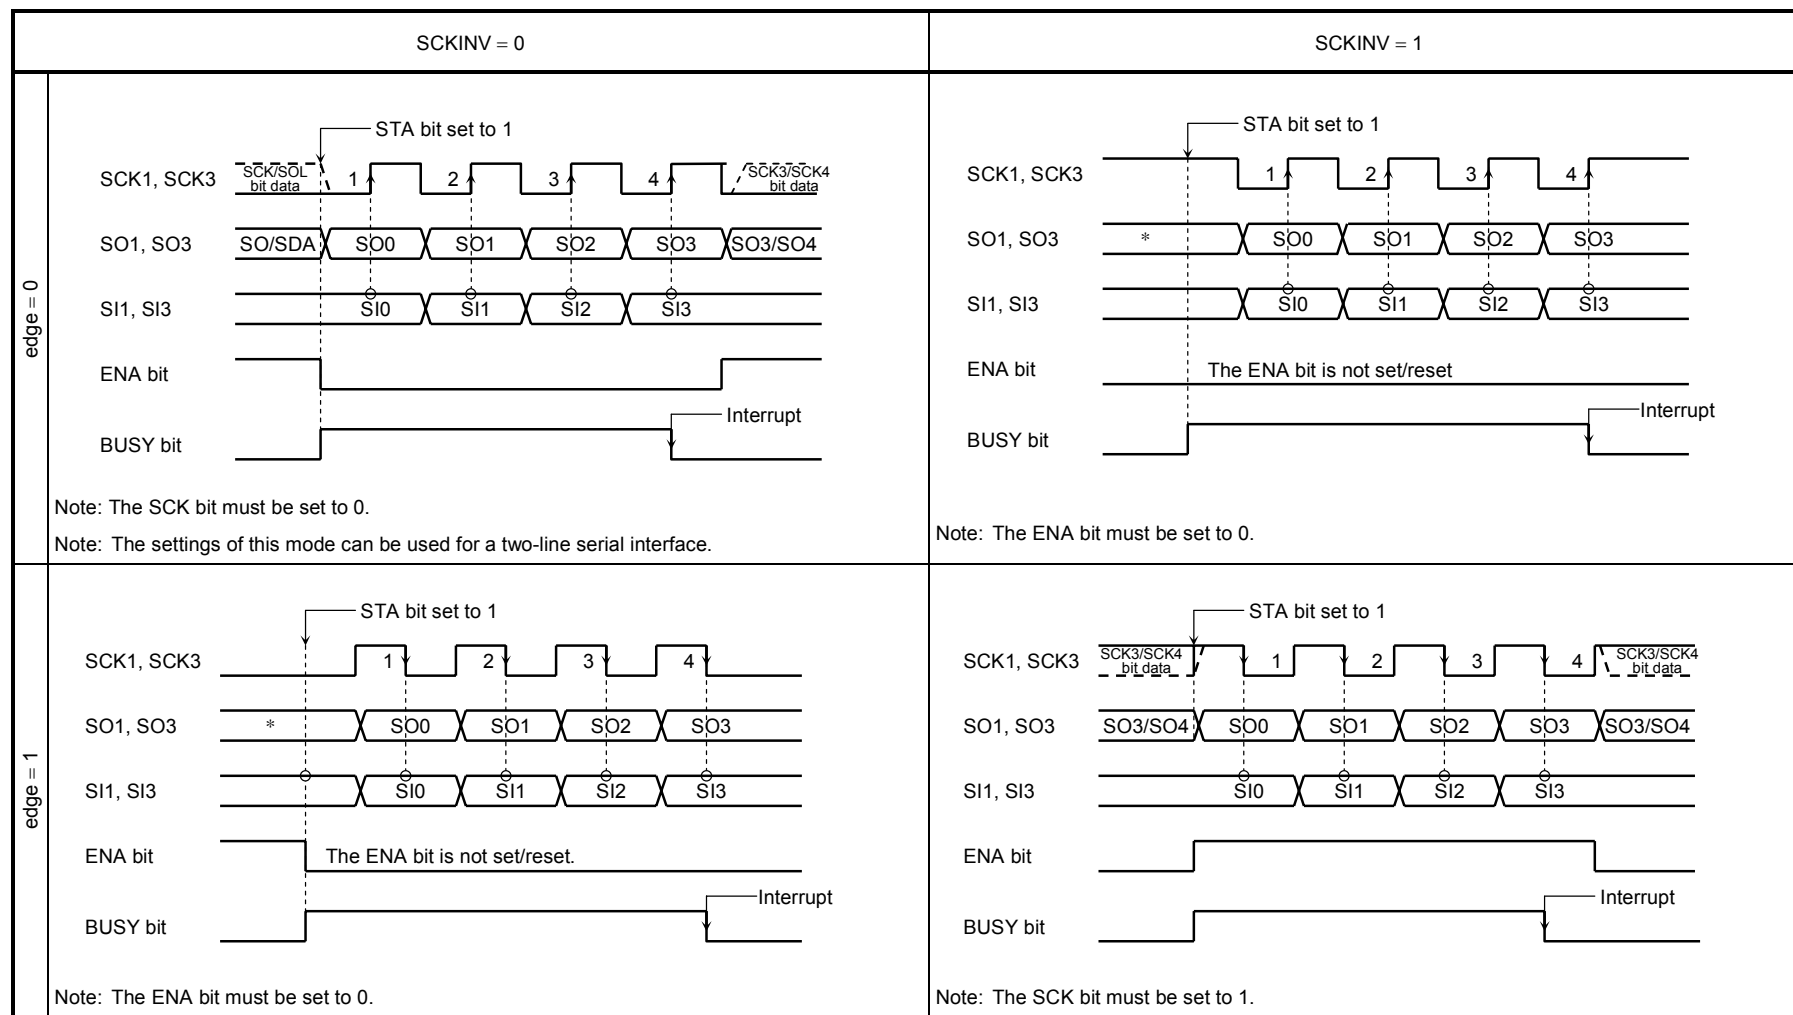 SCKINV = 0
SCKINV = 1
edge = 0
STA bit set to 1
SCK1, SCK3
SCK/SOL
bit data
1 2 3 4
SCK3/SCK4
bit data
SO1, SO3
SO/SDA SO0 SO1 SO2 SO3 SO3/SO4
SI1, SI3
SI0 SI1 SI2 SI3
ENA bit
Interrupt
BUSY bit
Note: The SCK bit must be set to 0.
Note: The settings of this mode can be used for a two-line serial interface.
STA bit set to 1
SCK1, SCK3
1 2 3 4
SO1, SO3
* SO0 SO1 SO2 SO3
SI1, SI3
SI0 SI1 SI2 SI3
ENA bit
The ENA bit is not set/reset
Interrupt
BUSY bit
Note: The ENA bit must be set to 0.
edge = 1
STA bit set to 1
SCK1, SCK3
1 2 3 4
SO1, SO3
* SO0 SO1 SO2 SO3
SI1, SI3
SI0 SI1 SI2 SI3
ENA bit
The ENA bit is not set/reset.
Interrupt
BUSY bit
Note: The ENA bit must be set to 0.
STA bit set to 1
SCK1, SCK3
SCK3/SCK4
bit data
1 2 3 4
SCK3/SCK4
bit data
SO1, SO3
SO3/SO4 SO0 SO1 SO2 SO3 SO3/SO4
SI1, SI3
SI0 SI1 SI2 SI3
ENA bit
Interrupt
BUSY bit
Note: The SCK bit must be set to 1.